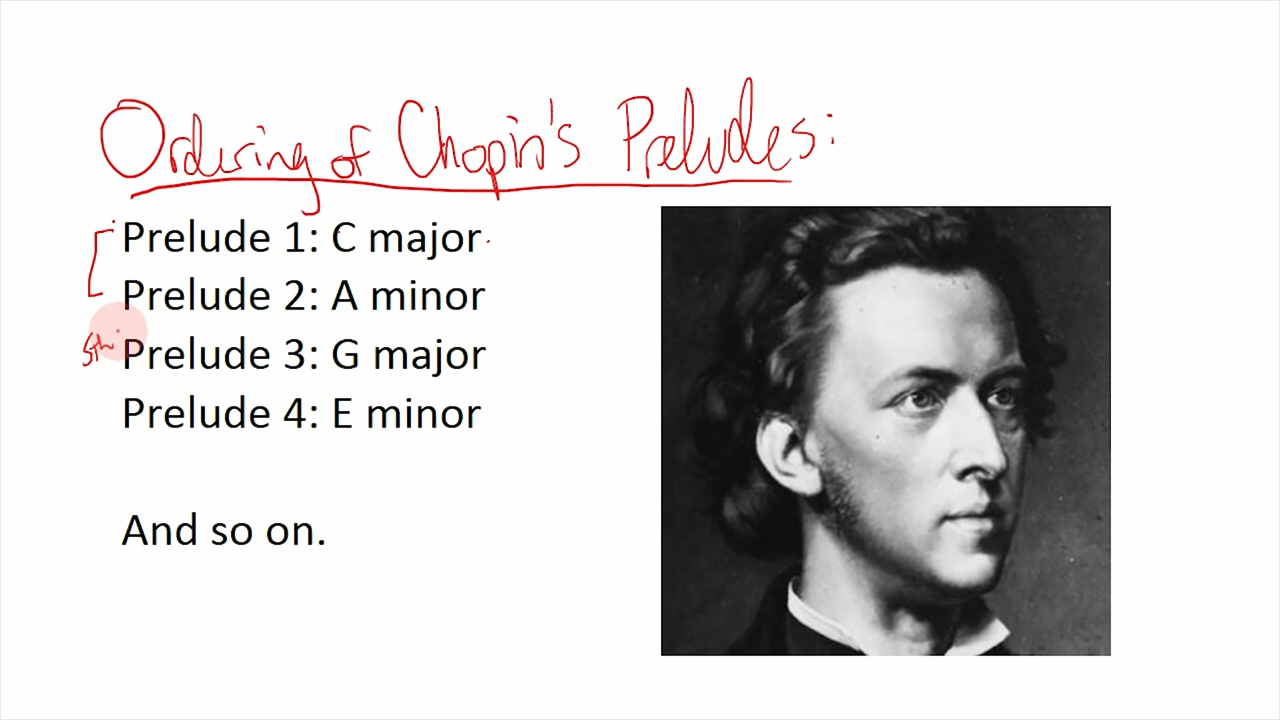 Ordering of Chopin's Preludes:
Prelude 1: C major
Prelude 2: A minor
5th
Prelude 3: G major
Prelude 4: E minor
And so on.